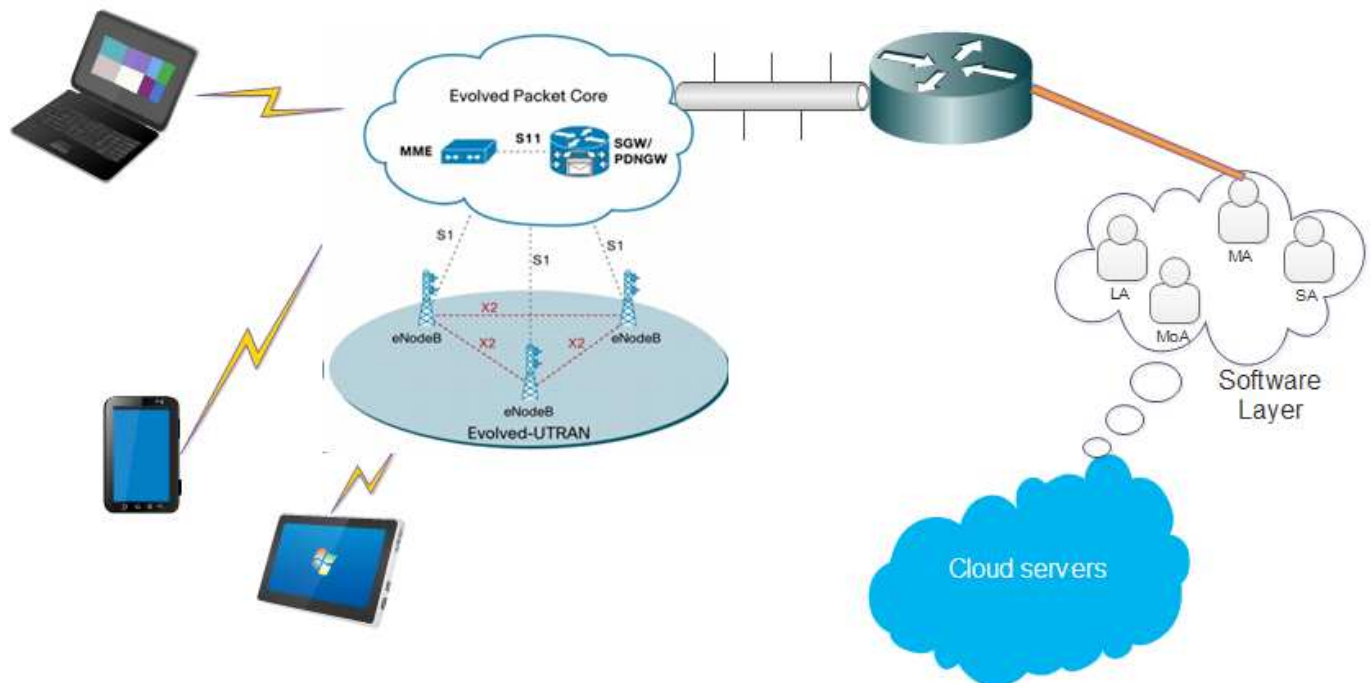 Evolved Packet Core
MME
S11
SGW/
PDNGW
S1
S1
S1
X2
eNodeB
eNodeB
X2
X2
eNodeB
Evolved-UTRAN
MA
LA
SA
MoA
Software
Layer
Cloud servers